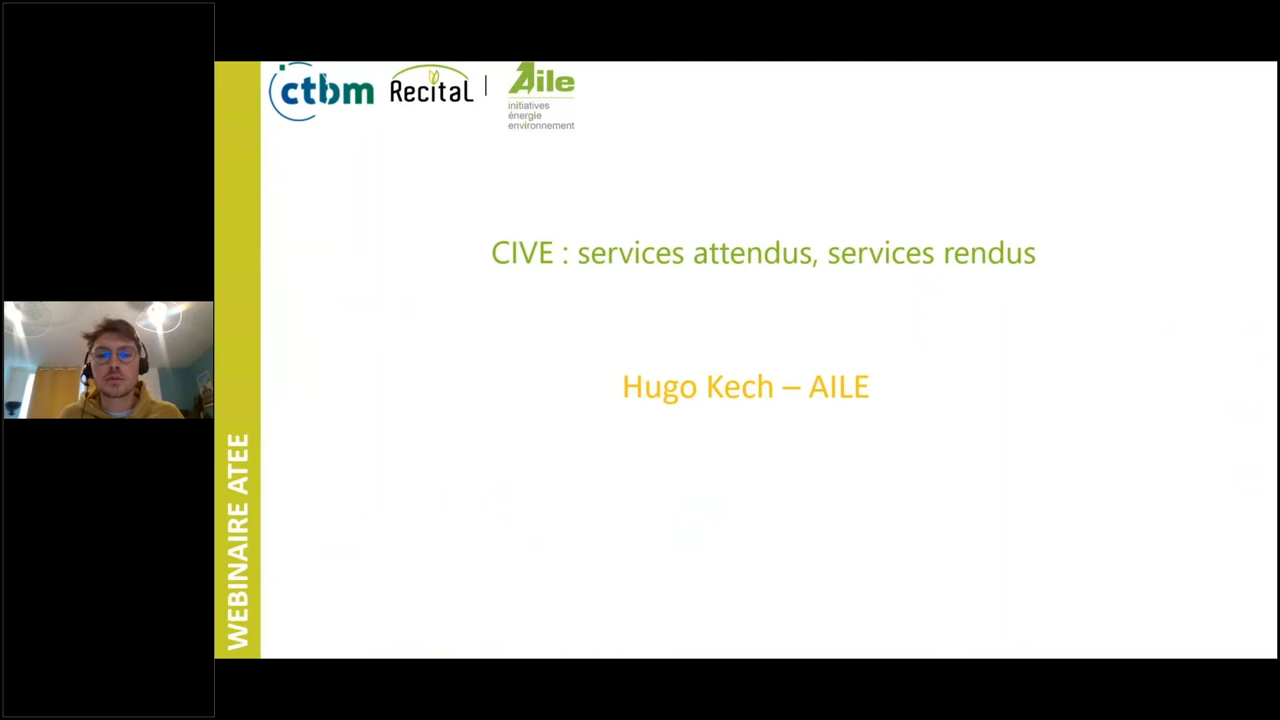 ctbm
Recital
Aile
initiatives
énergie
environnement
CIVE : services attendus, services rendus
Hugo Kech – AILE
WEBINAIRE ATEE